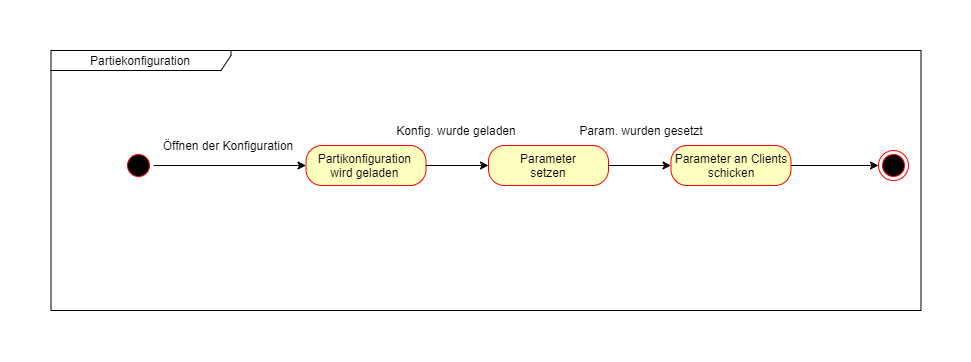 Partiekonfiguration
Öffnen der Konfiguration
Konfig. wurde geladen
Param. wurden gesetzt
Partikonfiguration
wird geladen
Parameter
setzen
Parameter an Clients
schicken